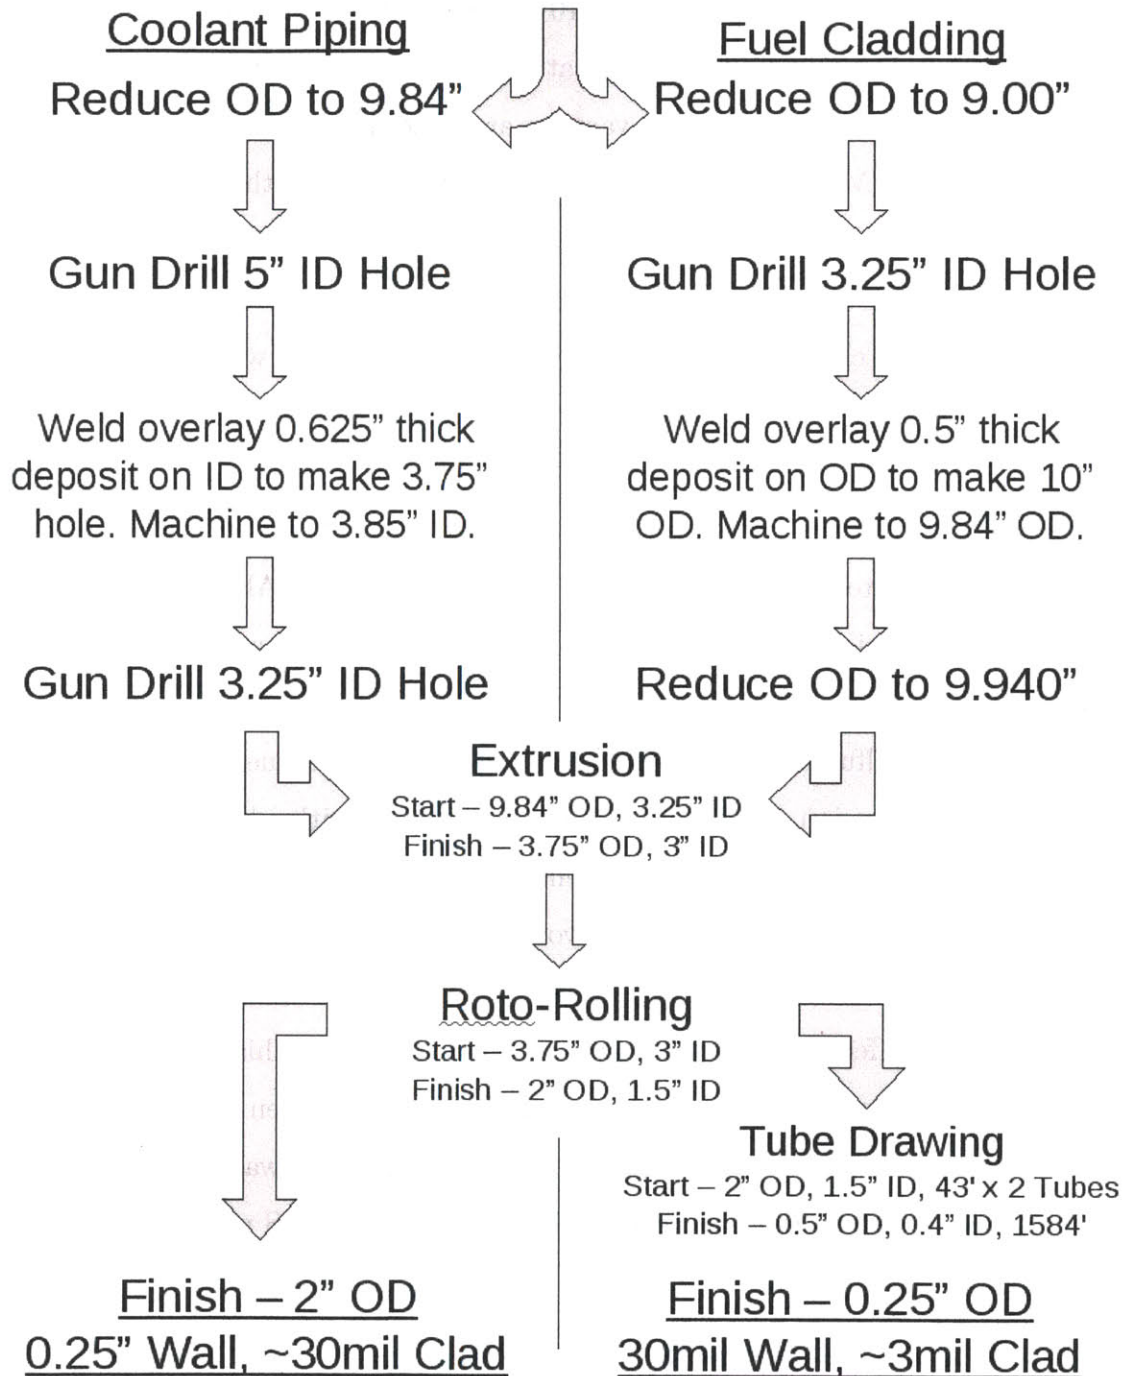 Coolant Piping
Reduce OD to 9.84”
Gun Drill 5” ID Hole
Weld overlay 0.625” thick
deposit on ID to make 3.75”
hole. Machine to 3.85” ID.
Gun Drill 3.25” ID Hole
Fuel Cladding
Reduce OD to 9.00”
Gun Drill 3.25” ID Hole
Weld overlay 0.5” thick
deposit on OD to make 10”
OD. Machine to 9.84” OD.
Reduce OD to 9.940”
Extrusion
Start – 9.84” OD, 3.25” ID
Finish – 3.75” OD, 3” ID
Roto-Rolling
Start – 3.75” OD, 3” ID
Finish – 2” OD, 1.5” ID
Tube Drawing
Start – 2” OD, 1.5” ID, 43' x 2 Tubes
Finish – 0.5” OD, 0.4” ID, 1584'
Finish – 2” OD
0.25” Wall, ~30mil Clad
Finish – 0.25” OD
30mil Wall, ~3mil Clad